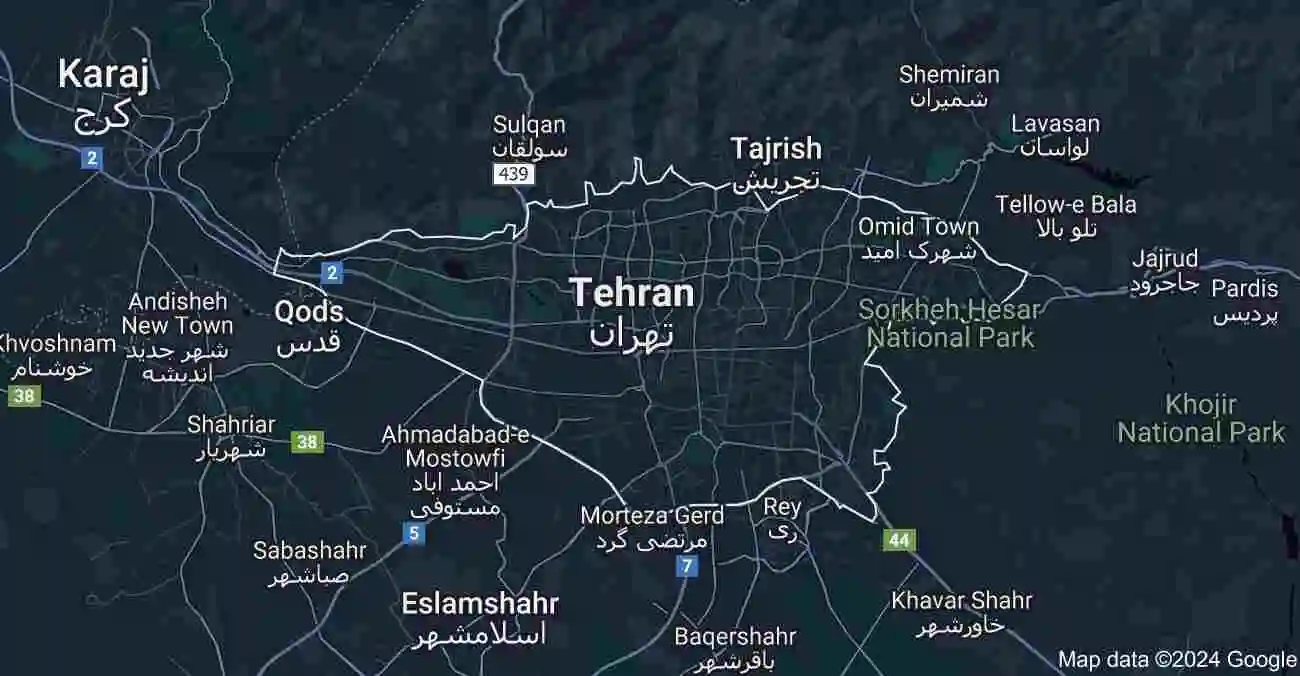 Karaj
کرج
2
Sulqan
سولقان
439
Tajrish
تجریش
Shemiran
شمیران
Lavasan
لواسان
Tellow-e Bala
تلو بالا
Omid Town
شهرک امید
Jajrud
جاجرود
Pardis
پردیس
2
Qods
قدس
Tehran
تهران
Sorkheh Hesar
National Park
Andisheh
New Town
شهر جدید
اندیشه
Khvoshnam
خوشنام
38
Shahriar
شهریار
38
Ahmadabad-e
Mostowfi
احمد اباد
مستوفی
5
Khojir
National Park
Morteza Gerd
مرتضی گرد
7
Rey
ری
44
Sabashahr
صباشهر
Eslamshahr
اسلامشهر
Baqershahr
باقرشهر
Khavar Shahr
خاورشهر
Map data ©2024 Google